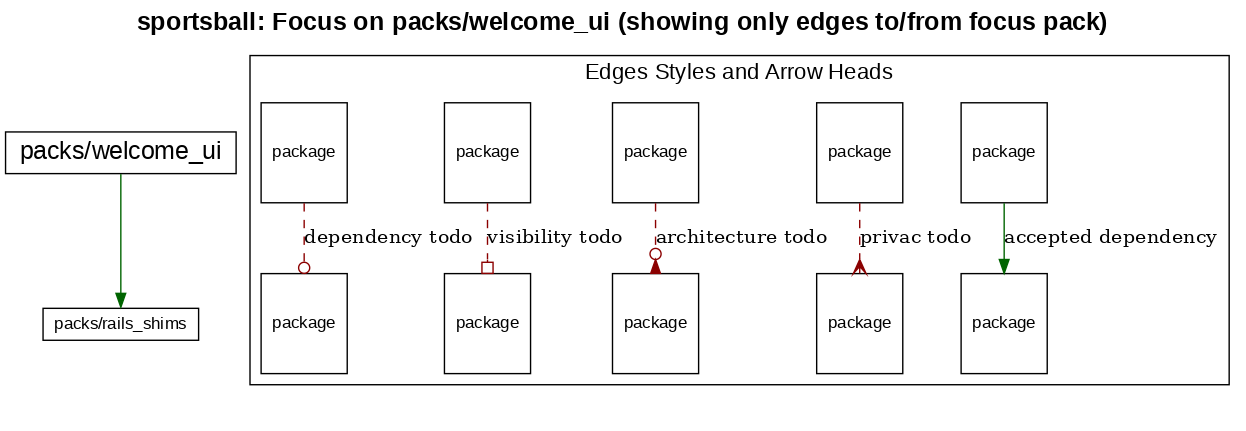 sportsball: Focus on packs/welcome_ui (showing only edges to/from focus pack)
packs/welcome_ui
packs/rails_shims
Edges Styles and Arrow Heads
package package package package package
dependency todo visibility todo architecture todo privac todo accepted dependency
package package package package package